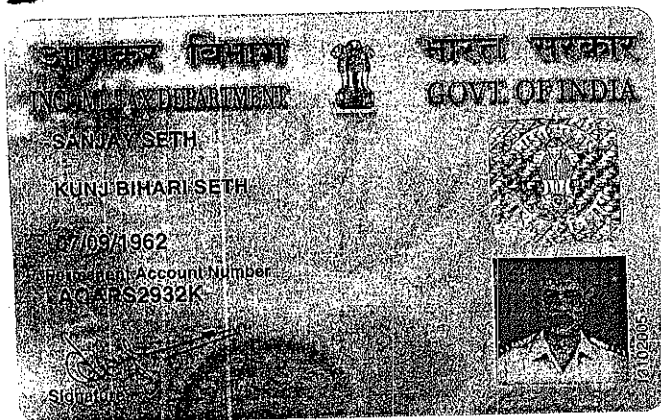 आयकर विभाग
भारत सरकार
INCOME TAX DEPARTMENT
GOVT. OF INDIA
SANJAY SETH
KUNJ BIHARI SETH
07/09/1962
Permanent Account Number
AQARS2932K
Signature